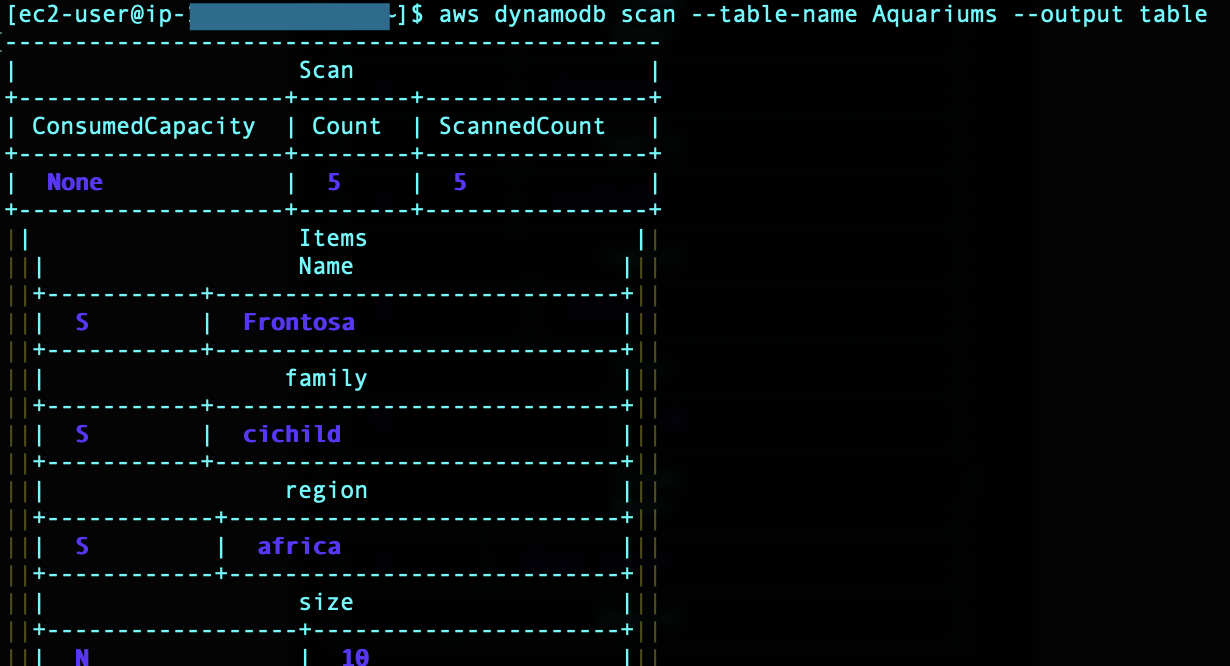 [ec2-user@ip- ~]$ aws dynamodb scan --table-name Aquariums --output table
-----------------------------------------------
|                    Scan                     |
+-------------------+--------+----------------+
| ConsumedCapacity  | Count  | ScannedCount   |
+-------------------+--------+----------------+
|  None             |  5     |  5             |
+-------------------+--------+----------------+
||                   Items                   ||
|||                  Name                   |||
||+-----------+-----------------------------+||
|||  S        |  Frontosa                   |||
||+-----------+-----------------------------+||
|||                 family                  |||
||+-----------+-----------------------------+||
|||  S        |  cichild                    |||
||+-----------+-----------------------------+||
|||                 region                  |||
||+------------+----------------------------+||
|||  S         |  africa                    |||
||+------------+----------------------------+||
|||                  size                   |||
||+------------------+----------------------+||
|||  N               |  10                  |||